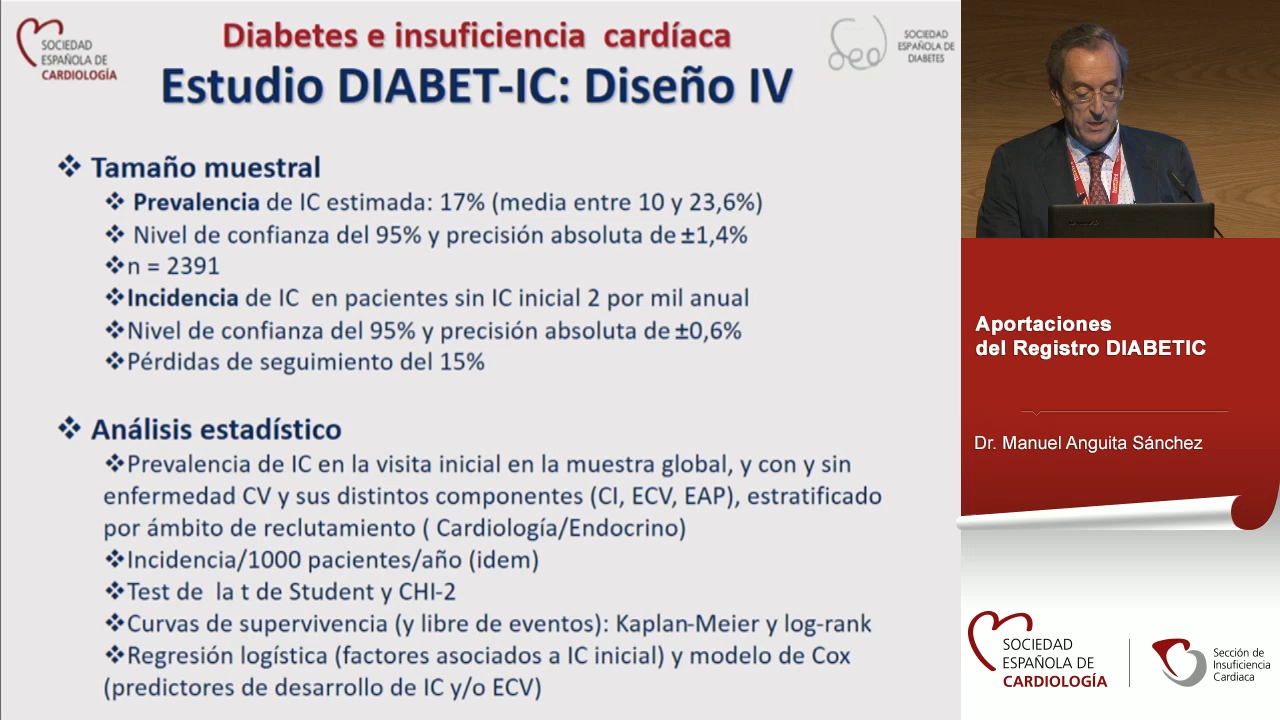 SOCIEDAD
ESPAÑOLA DE
CARDIOLOGÍA
Diabetes e insuficiencia cardíaca
Estudio DIABET-IC: Diseño IV
sed
SOCIEDAD
ESPAÑOLA
DE DIABETES
❖ Tamaño muestral
❖ Prevalencia de IC estimada: 17% (media entre 10 y 23,6%)
❖ Nivel de confianza del 95% y precisión absoluta de ±1,4%
❖n = 2391
❖Incidencia de IC en pacientes sin IC inicial 2 por mil anual
❖Nivel de confianza del 95% y precisión absoluta de ±0,6%
❖Pérdidas de seguimiento del 15%
❖ Análisis estadístico
❖Prevalencia de IC en la visita inicial en la muestra global, y con y sin
enfermedad CV y sus distintos componentes (CI, ECV, EAP), estratificado
por ámbito de reclutamiento ( Cardiología/Endocrino)
❖Incidencia/1000 pacientes/año (idem)
❖Test de la t de Student y CHI-2
❖Curvas de supervivencia (y libre de eventos): Kaplan-Meier y log-rank
❖Regresión logística (factores asociados a IC inicial) y modelo de Cox
(predictores de desarrollo de IC y/o ECV)
Aportaciones
del Registro DIABETIC
Dr. Manuel Anguita Sánchez
SOCIEDAD
ESPAÑOLA DE
CARDIOLOGÍA
Sección de
Insuficiencia
Cardiaca